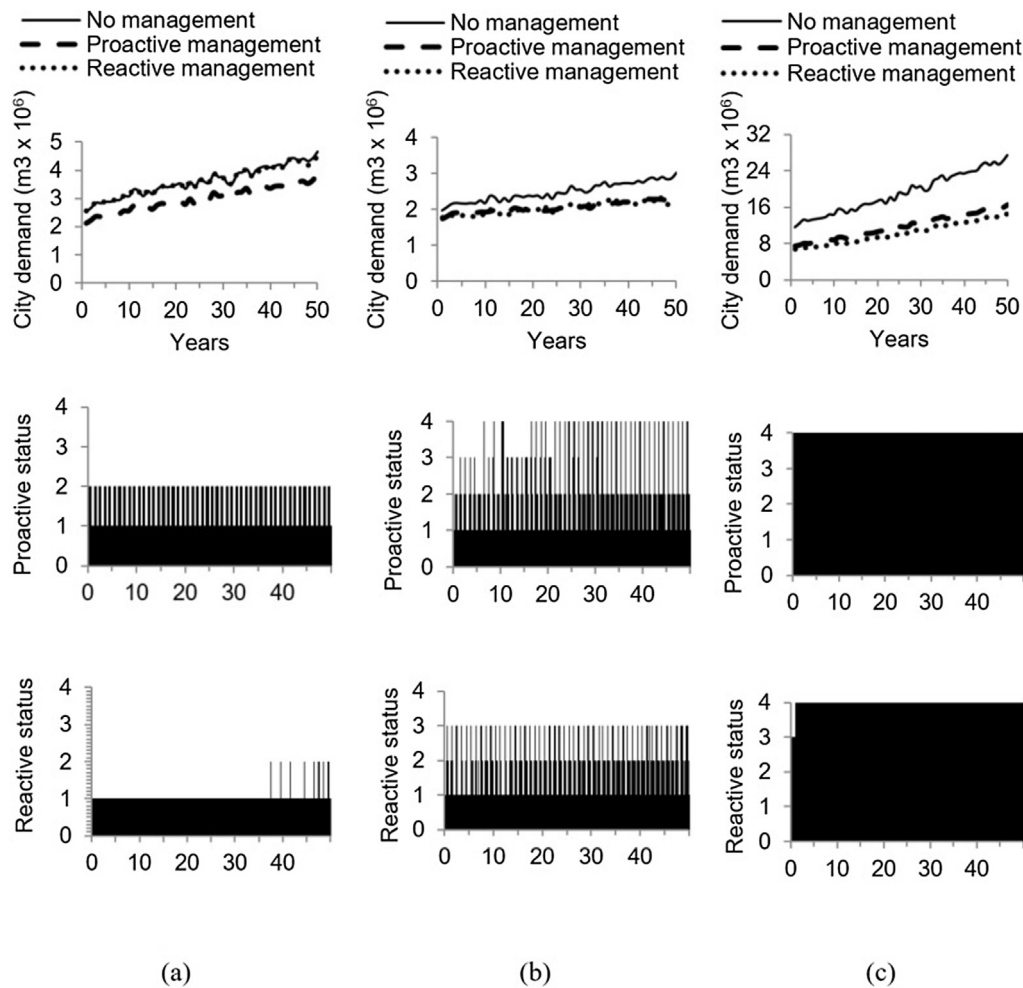 No management
Proactive management
Reactive management
City demand (m3 x 10⁶)
5
4
3
2
1
0
0 10 20 30 40 50
Years
No management
Proactive management
Reactive management
City demand (m3 x 10⁶)
4
3
2
1
0
0 10 20 30 40 50
Years
No management
Proactive management
Reactive management
City demand (m3 x 10⁶)
32
24
16
8
0
0 10 20 30 40 50
Years
Proactive status
4
3
2
1
0
0 10 20 30 40
Proactive status
4
3
2
1
0
0 10 20 30 40
Proactive status
4
3
2
1
0
0 10 20 30 40
Reactive status
4
3
2
1
0
0 10 20 30 40
Reactive status
4
3
2
1
0
0 10 20 30 40
Reactive status
4
3
2
1
0
0 10 20 30 40
(a) (b) (c)